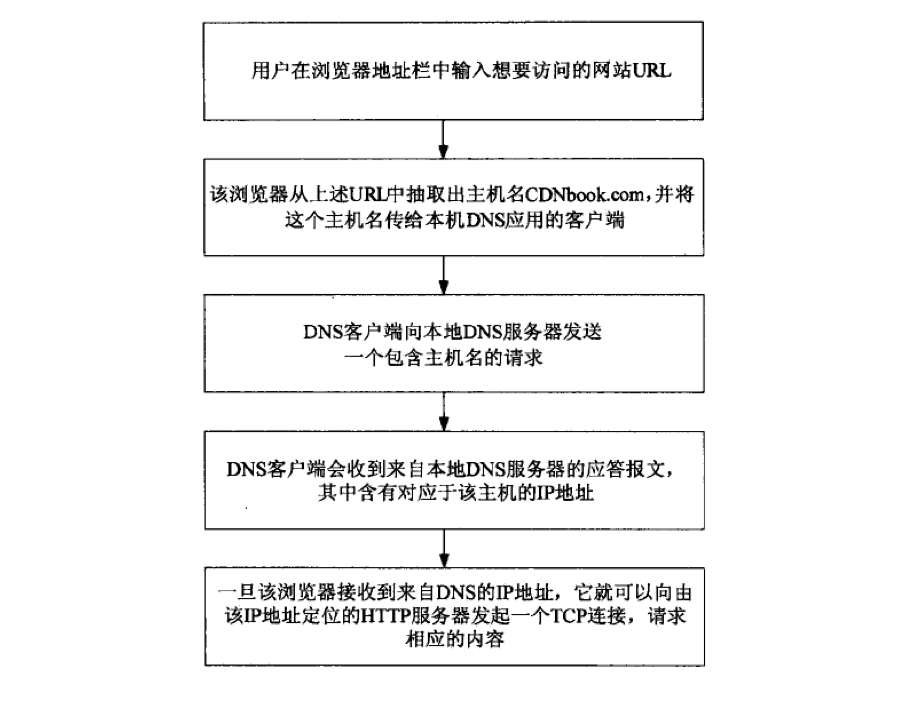 用户在浏览器地址栏中输入想要访问的网站URL
该浏览器从上述URL中抽取出主机名CDNbook.com，并将
这个主机名传给本机DNS应用的客户端
DNS客户端向本地DNS服务器发送
一个包含主机名的请求
DNS客户端会收到来自本地DNS服务器的应答报文，
其中含有对应于该主机的IP地址
一旦该浏览器接收到来自DNS的IP地址，它就可以向由
该IP地址定位的HTTP服务器发起一个TCP连接，请求
相应的内容